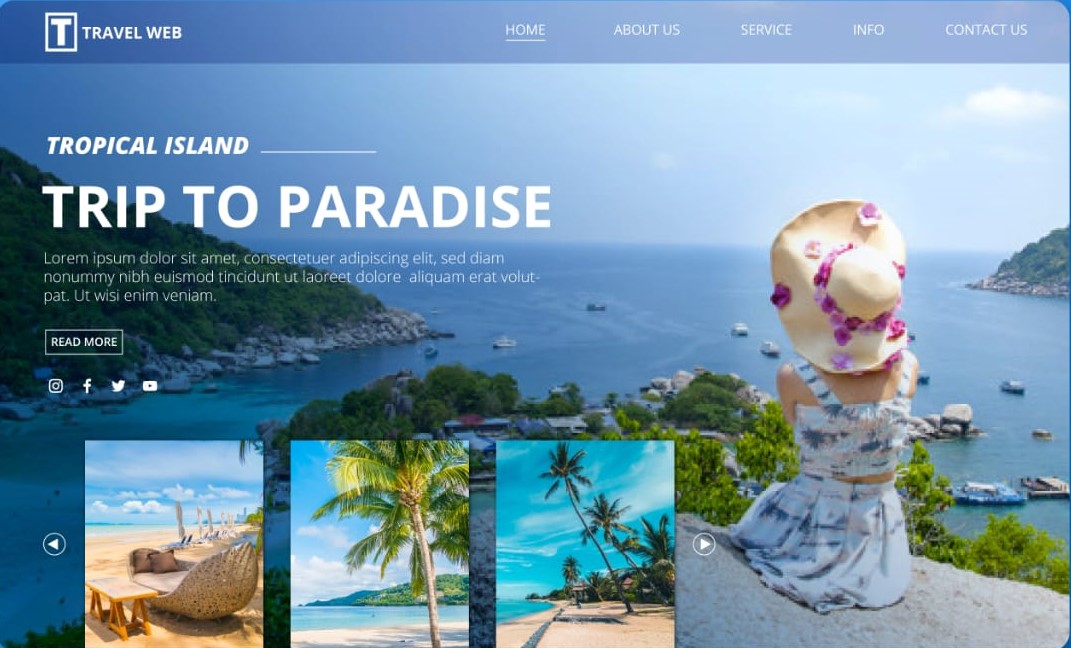 T TRAVEL WEB
HOME ABOUT US SERVICE INFO CONTACT US
TROPICAL ISLAND
TRIP TO PARADISE
Lorem ipsum dolor sit amet, consectetuer adipiscing elit, sed diam
nonummy nibh euismod tincidunt ut laoreet dolore aliquam erat volut-
pat. Ut wisi enim veniam.
READ MORE